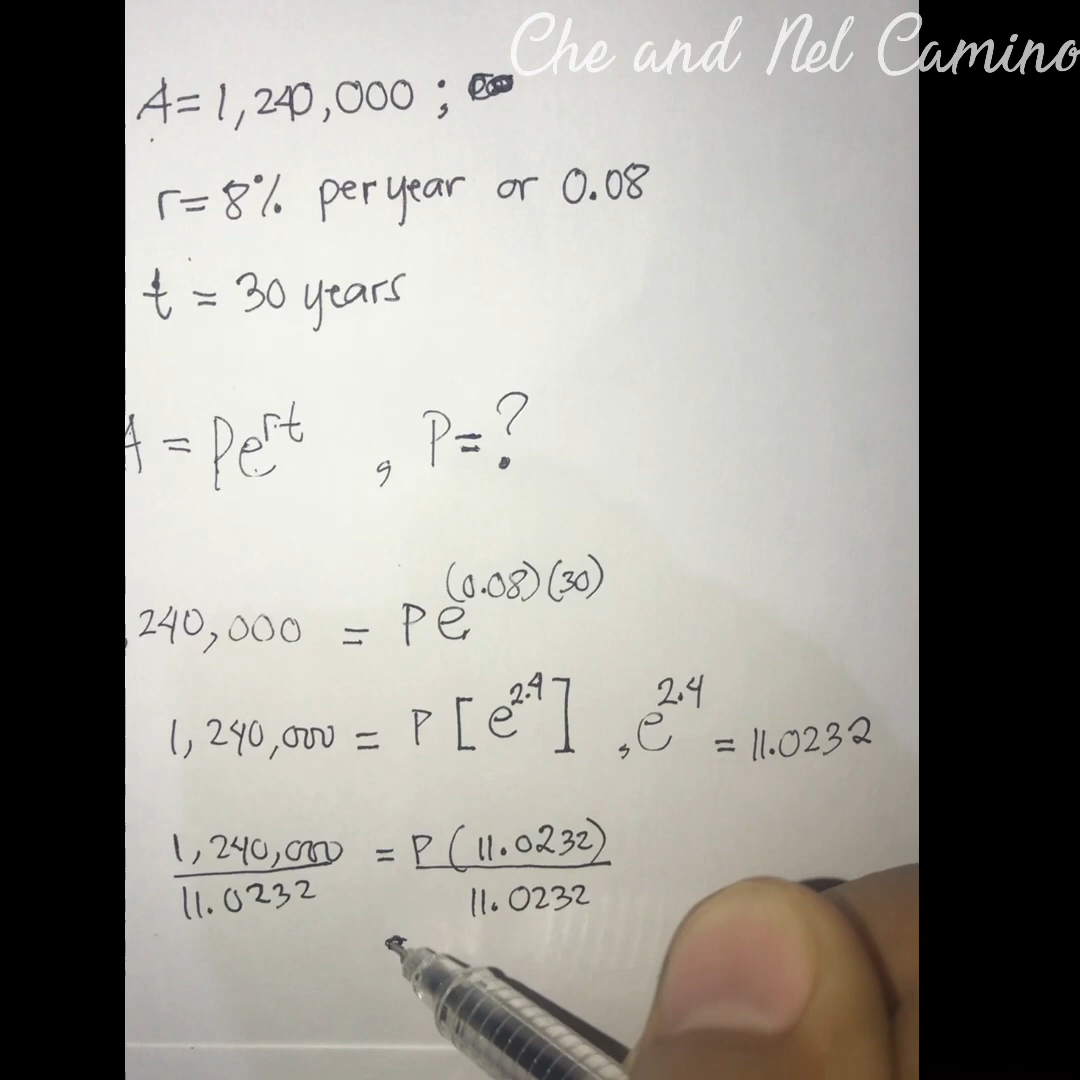 Che and Nel Camino
A = 1,240,000 ;
r = 8% per year or 0.08
t = 30 years
A = Pe^rt , P = ?
240,000 = Pe^(0.08)(30)
1,240,000 = P [e^2.4] , e^2.4 = 11.0232
1,240,000 = P (11.0232)
11.0232 11.0232